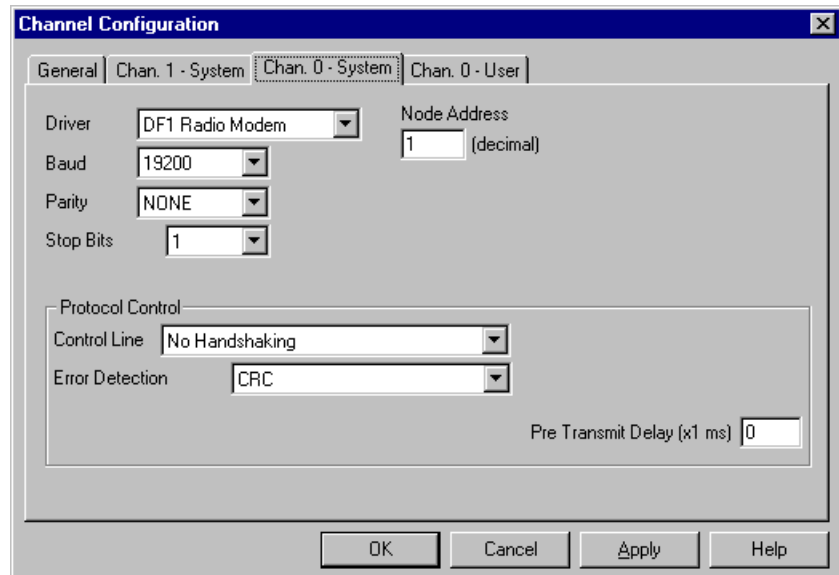 Channel Configuration
General Chan. 1 - System Chan. 0 - System Chan. 0 - User
Driver DF1 Radio Modem
Node Address
1 (decimal)
Baud 19200
Parity NONE
Stop Bits 1
Protocol Control
Control Line No Handshaking
Error Detection CRC
Pre Transmit Delay (x1 ms) 0
OK Cancel Apply Help